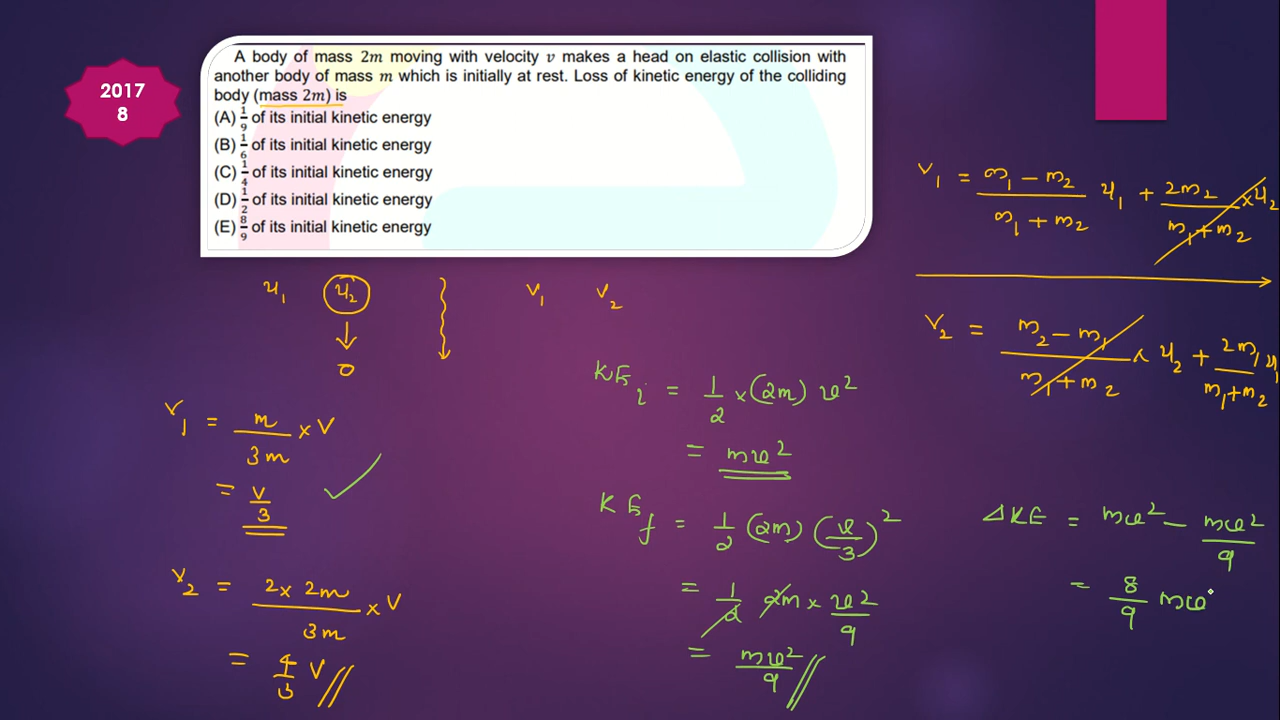 2017
8
A body of mass 2m moving with velocity v makes a head on elastic collision with
another body of mass m which is initially at rest. Loss of kinetic energy of the colliding
body (mass 2m) is
(A) 1/9 of its initial kinetic energy
(B) 1/6 of its initial kinetic energy
(C) 1/4 of its initial kinetic energy
(D) 1/2 of its initial kinetic energy
(E) 8/9 of its initial kinetic energy
v₁ = (m₁ − m₂)/(m₁ + m₂) u₁ + 2m₂/(m₁ + m₂) × u₂
v₂ = (m₂ − m₁)/(m₁ + m₂) × u₂ + 2m₁u₁/(m₁ + m₂)
u₁ u₂ v₁ v₂
0
v₁ = m/3m × v
= v/3
v₂ = (2 × 2m)/3m × v
= 4/3 v //
KEᵢ = 1/2 × (2m) v²
= mv²
KE_f = 1/2 (2m) (v/3)²
= 1/2 2m × v²/9
= mv²/9 //
ΔKE = mv² − mv²/9
= 8/9 mv